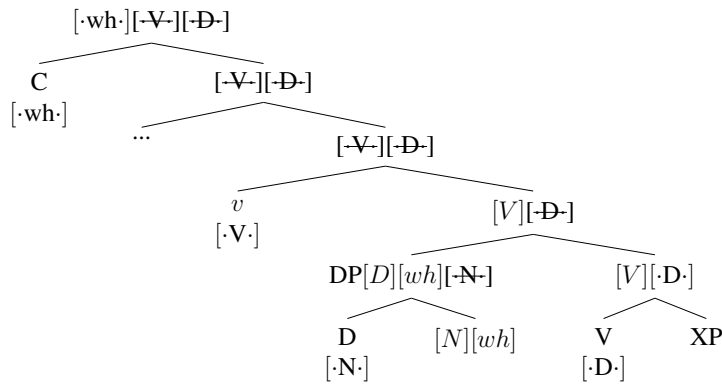 [·wh·][·V·][·D·]
C [·V·][·D·]
[·wh·]
... [·V·][·D·]
v [V][·D·]
[·V·]
DP[D][wh][·N·] [V][·D·]
D [N][wh] V XP
[·N·] [·D·]